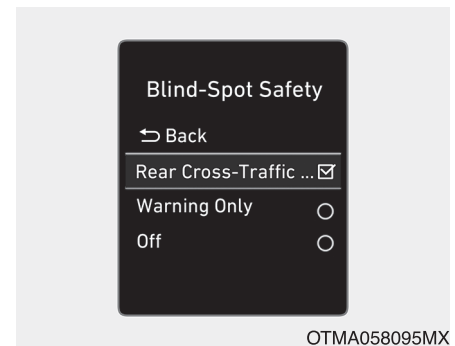 Blind-Spot Safety
Back
Rear Cross-Traffic ...
Warning Only
Off
OTMA058095MX